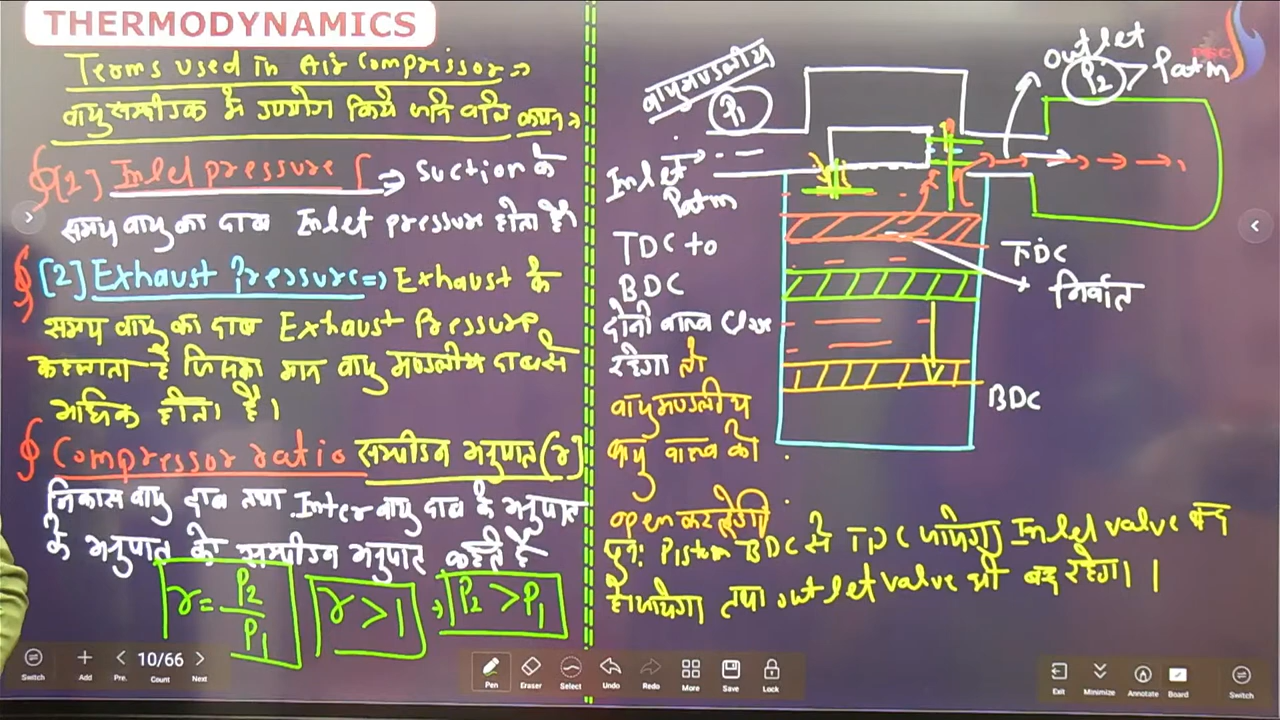 THERMODYNAMICS
Terms used in Air Compressor ⇒
वायु सम्पीडक में उपयोग किये जाने वाले कथन ⇒
[1] Inlet pressure ⇒ Suction के
समय वायु का दाब Inlet pressure होता है।
[2] Exhaust Pressure ⇒ Exhaust के
समय वायु का दाब Exhaust Pressure
कहलाता है जिसका मान वायु मण्डलीय दाब से
अधिक होता है।
Compressor ratio सम्पीडन अनुपात (r)
निकास वायु दाब तथा Inter वायु दाब के अनुपात
के अनुपात को सम्पीडन अनुपात कहते है
r = P2/P1 r > 1 P2 > P1
वायुमण्डलीय
P1
Inlet
Patm
Outlet
P2 > Patm
TDC
निर्वात
BDC
TDC to
BDC
दोनो वाल्व Close
रहेगा तो
वायुमण्डलीय
वायु वाल्व को
open कर लेगी
पुनः Piston BDC से TDC जायेगा Inlet valve बन्द
हो जायेगा तथा outlet valve भी बन्द रहेगा।
Switch Add Pre. 10/66 Count Next Pen Eraser Select Undo Redo More Save Lock Exit Minimize Annotate Board Switch